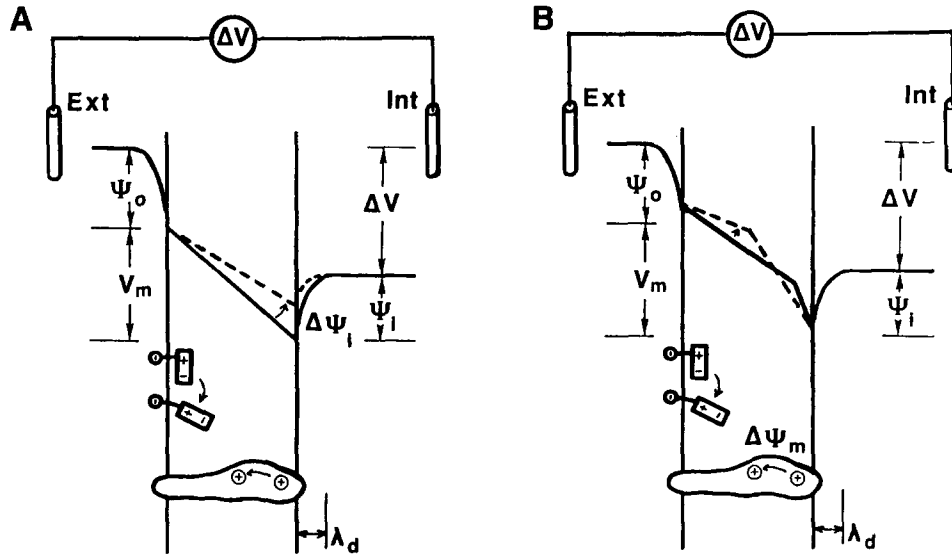 A
ΔV
Ext
Int
Ψo
ΔV
Vm
Ψi
ΔΨi
+
-
+ -
+ +
λd
B
ΔV
Ext
Int
Ψo
ΔV
Vm
Ψi
+
-
+ -
ΔΨm
+ +
λd